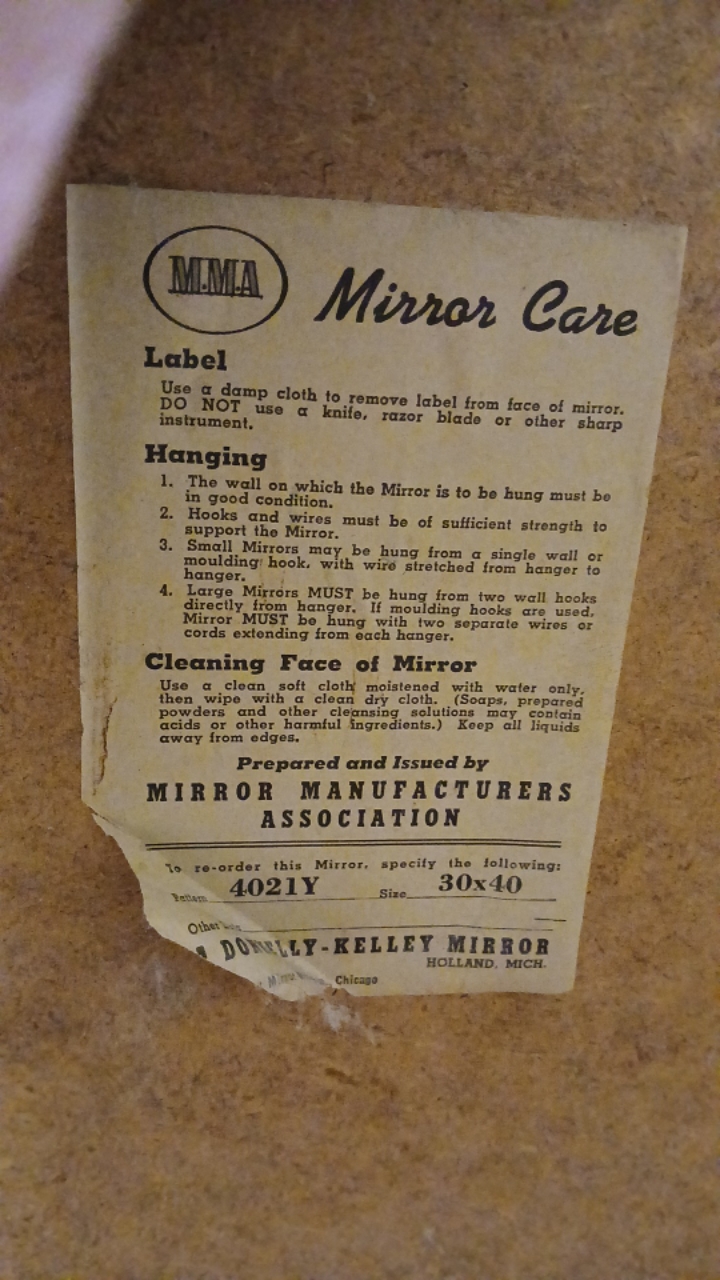 M.M.A
Mirror Care
Label
Use a damp cloth to remove label from face of mirror.
DO NOT use a knife, razor blade or other sharp
instrument.
Hanging
1. The wall on which the Mirror is to be hung must be
in good condition.
2. Hooks and wires must be of sufficient strength to
support the Mirror.
3. Small Mirrors may be hung from a single wall or
moulding hook, with wire stretched from hanger to
hanger.
4. Large Mirrors MUST be hung from two wall hooks
directly from hanger. If moulding hooks are used,
Mirror MUST be hung with two separate wires or
cords extending from each hanger.
Cleaning Face of Mirror
Use a clean soft cloth moistened with water only,
then wipe with a clean dry cloth. (Soaps, prepared
powders and other cleansing solutions may contain
acids or other harmful ingredients.) Keep all liquids
away from edges.
Prepared and Issued by
MIRROR MANUFACTURERS
ASSOCIATION
To re-order this Mirror, specify the following:
Pattern 4021Y Size 30x40
Other
DONNELLY-KELLEY MIRROR
HOLLAND, MICH.
Chicago